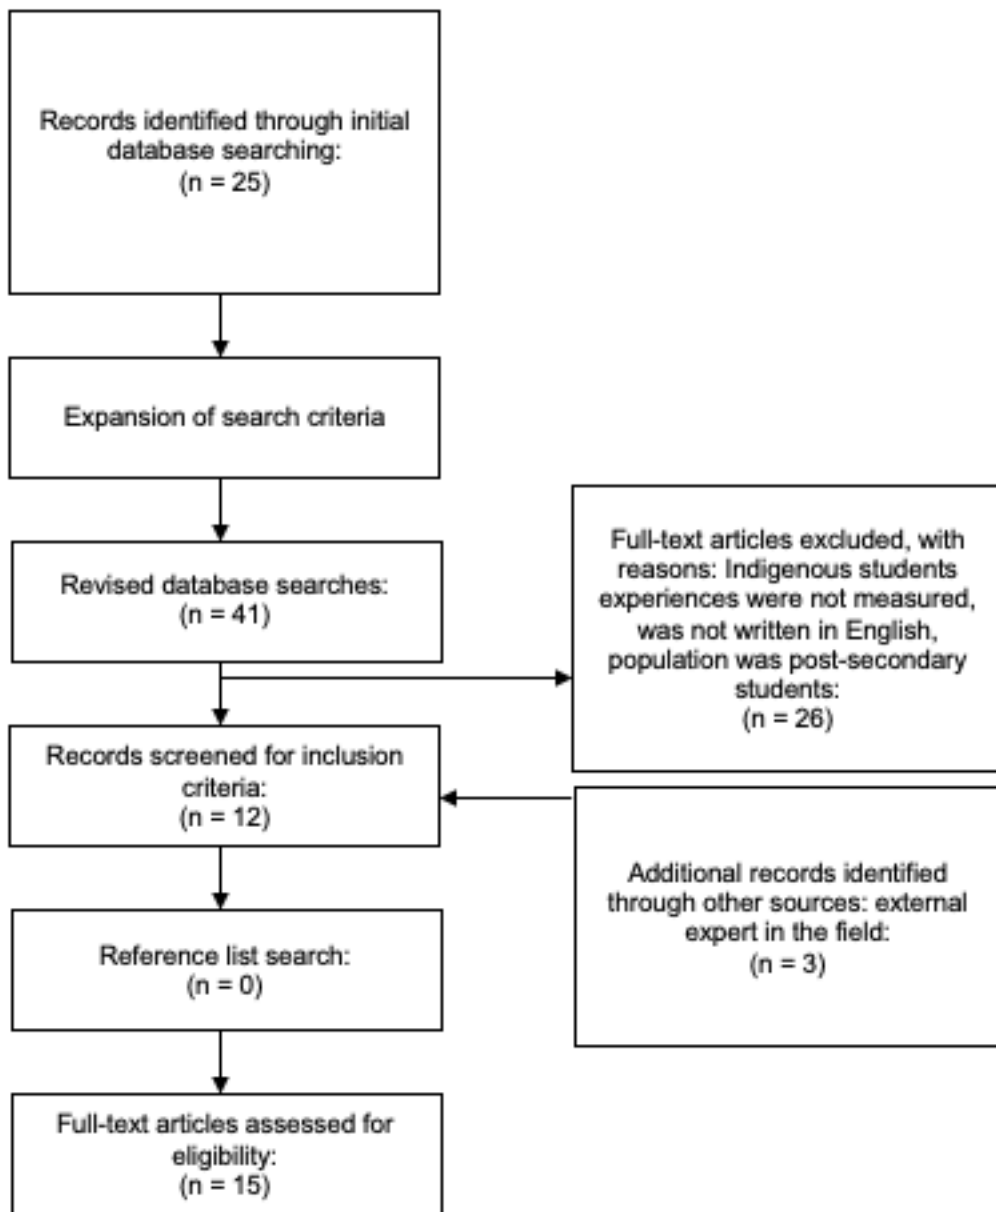 Records identified through initial
database searching:
(n = 25)
Expansion of search criteria
Revised database searches:
(n = 41)
Full-text articles excluded, with
reasons: Indigenous students
experiences were not measured,
was not written in English,
population was post-secondary
students:
(n = 26)
Records screened for inclusion
criteria:
(n = 12)
Additional records identified
through other sources: external
expert in the field:
(n = 3)
Reference list search:
(n = 0)
Full-text articles assessed for
eligibility:
(n = 15)